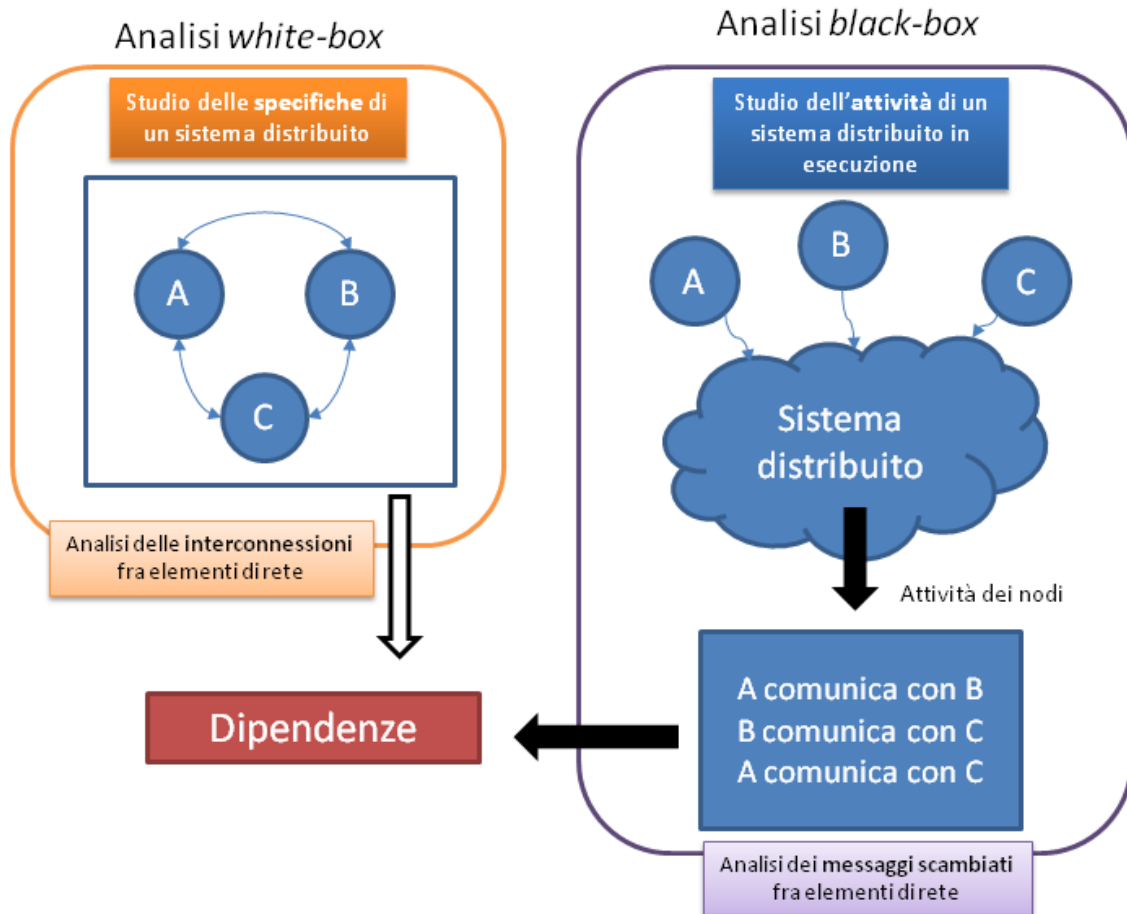 Analisi white-box
Studio delle specifiche di
un sistema distribuito
A
B
C
Analisi delle interconnessioni
fra elementi di rete
Dipendenze
Analisi black-box
Studio dell'attività di un
sistema distribuito in
esecuzione
A
B
C
Sistema
distribuito
Attività dei nodi
A comunica con B
B comunica con C
A comunica con C
Analisi dei messaggi scambiati
fra elementi di rete